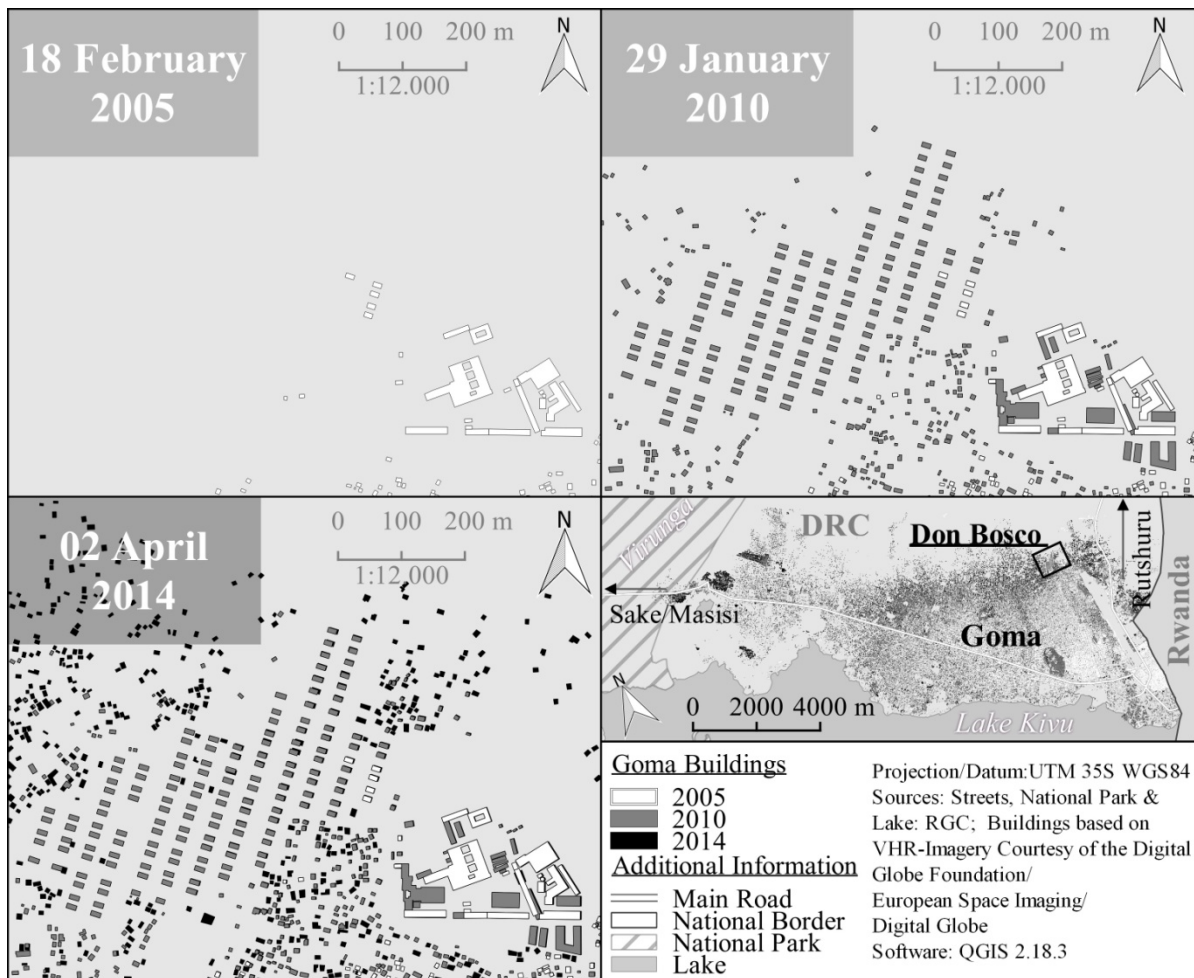 18 February
2005
0 100 200 m
1:12.000
N
29 January
2010
0 100 200 m
1:12.000
N
02 April
2014
0 100 200 m
1:12.000
N
Virunga
DRC
Don Bosco
Rutshuru
Sake/Masisi
Goma
Rwanda
N
0 2000 4000 m
Lake Kivu
Goma Buildings
2005
2010
2014
Additional Information
Main Road
National Border
National Park
Lake
Projection/Datum:UTM 35S WGS84
Sources: Streets, National Park &
Lake: RGC; Buildings based on
VHR-Imagery Courtesy of the Digital
Globe Foundation/
European Space Imaging/
Digital Globe
Software: QGIS 2.18.3